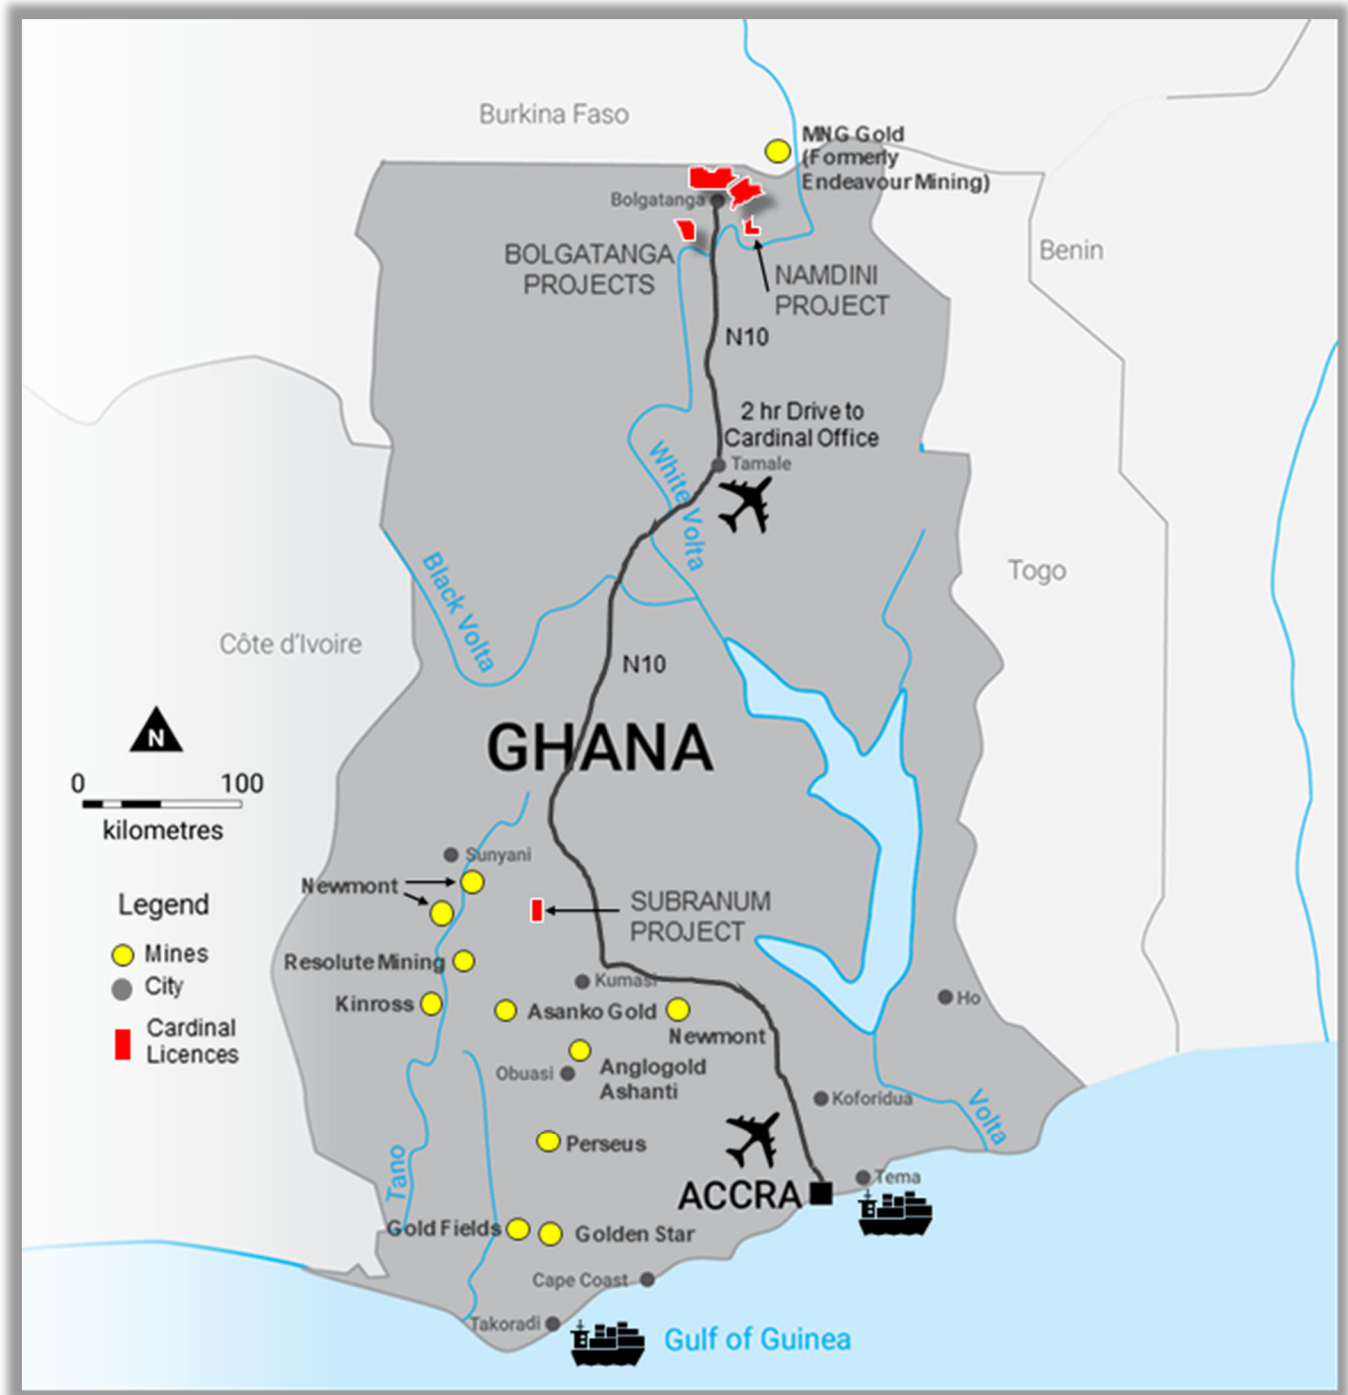 Burkina Faso
MNG Gold
(Formerly
Endeavour Mining)
Bolgatanga
BOLGATANGA
PROJECTS
NAMDINI
PROJECT
Benin
N10
2 hr Drive to
Cardinal Office
Tamale
White Volta
Black Volta
Togo
Côte d'Ivoire
N10
GHANA
N
0 100
kilometres
Sunyani
Newmont
Legend
Mines
City
Cardinal
Licences
SUBRANUM
PROJECT
Resolute Mining
Kumasi
Kinross
Asanko Gold
Newmont
Ho
Obuasi
Anglogold
Ashanti
Koforidua
Volta
Perseus
Tano
Tema
ACCRA
Gold Fields
Golden Star
Cape Coast
Takoradi
Gulf of Guinea